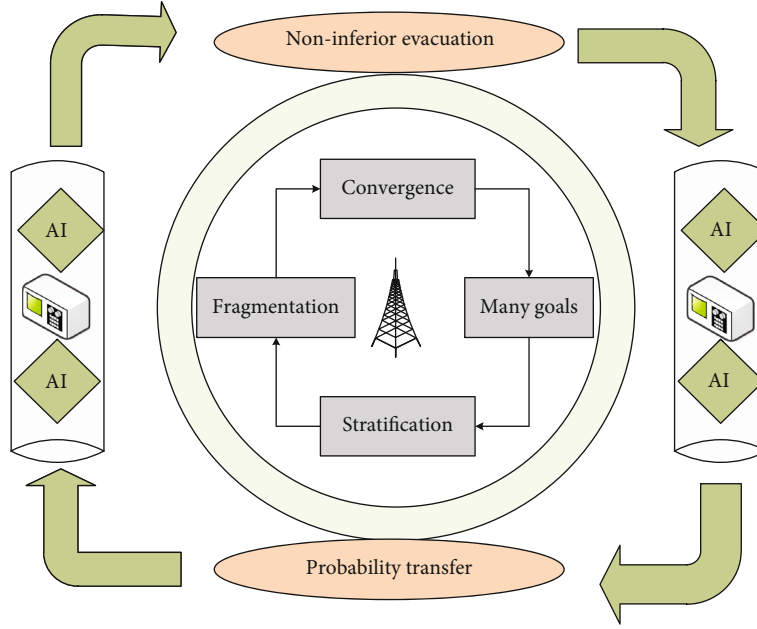 Non-inferior evacuation
Convergence
AI
AI
Fragmentation
Many goals
AI
AI
Stratification
Probability transfer